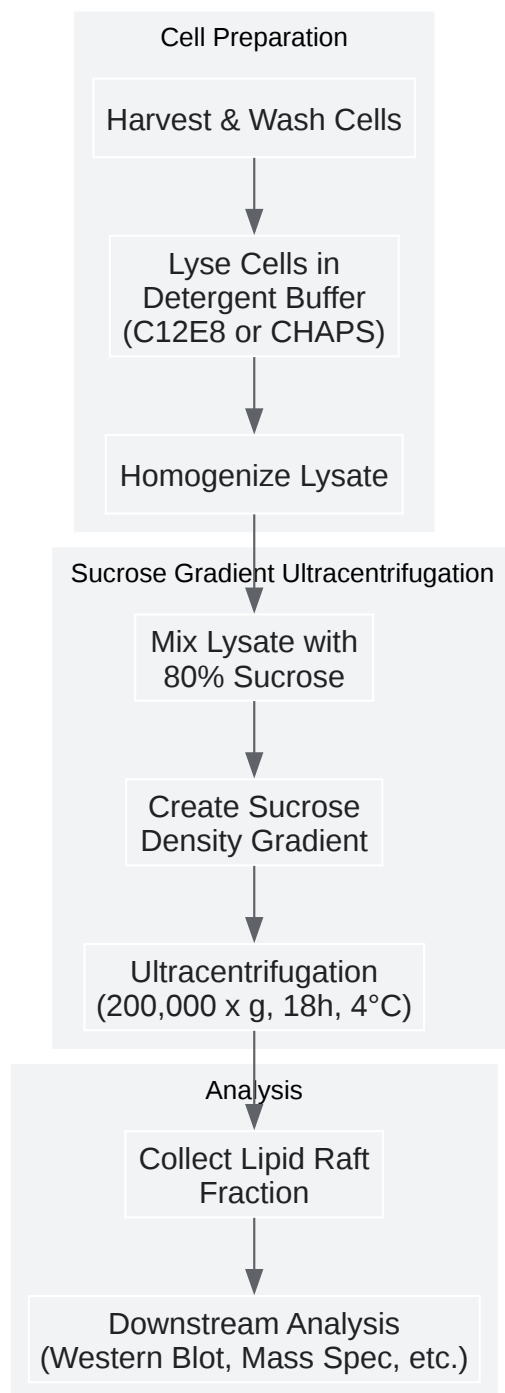 Cell Preparation
Harvest & Wash Cells
Lyse Cells in
Detergent Buffer
(C12E8 or CHAPS)
Homogenize Lysate
Sucrose Gradient Ultracentrifugation
Mix Lysate with
80% Sucrose
Create Sucrose
Density Gradient
Ultracentrifugation
(200,000 x g, 18h, 4°C)
Analysis
Collect Lipid Raft
Fraction
Downstream Analysis
(Western Blot, Mass Spec, etc.)